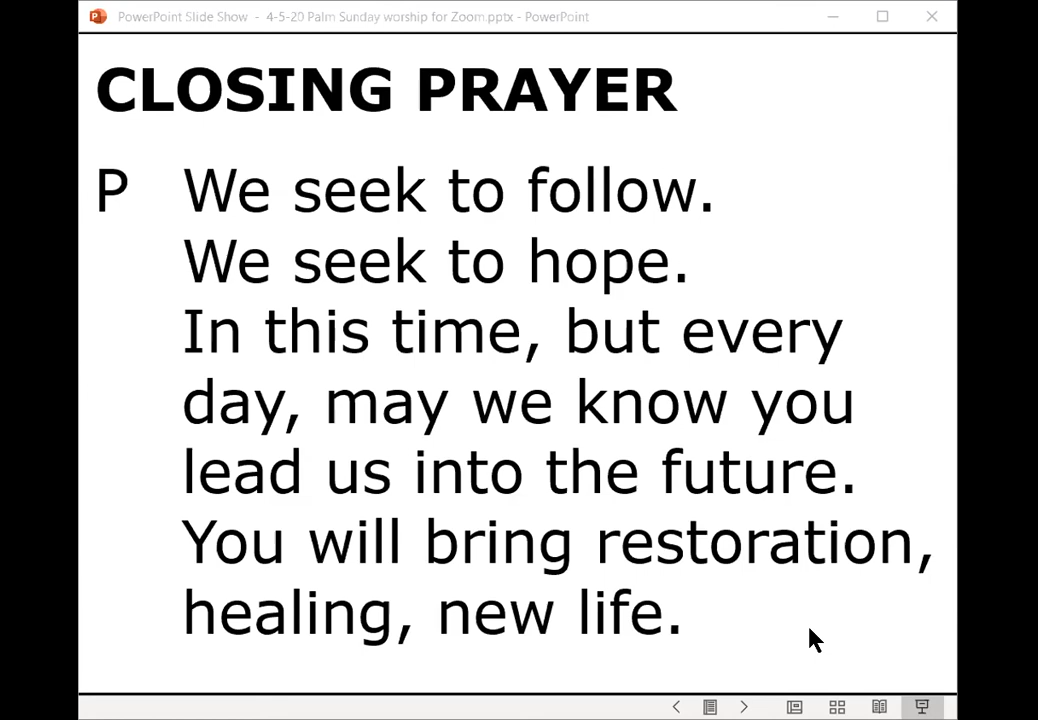 PowerPoint Slide Show - 4-5-20 Palm Sunday worship for Zoom.pptx - PowerPoint
CLOSING PRAYER
P We seek to follow.
We seek to hope.
In this time, but every
day, may we know you
lead us into the future.
You will bring restoration,
healing, new life.